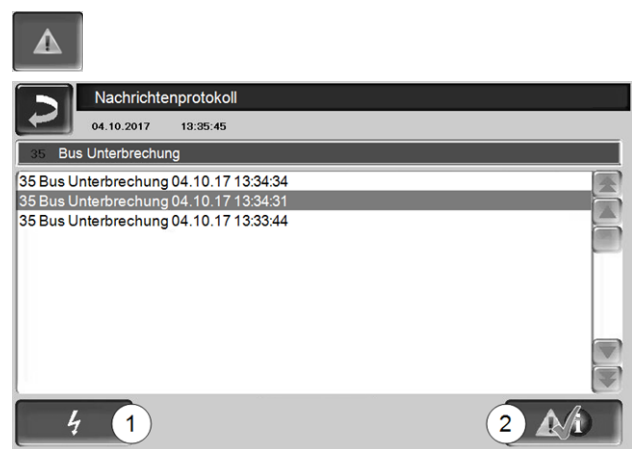 Nachrichtenprotokoll
04.10.2017 13:35:45
35 Bus Unterbrechung
35 Bus Unterbrechung 04.10.17 13:34:34
35 Bus Unterbrechung 04.10.17 13:34:31
35 Bus Unterbrechung 04.10.17 13:33:44
1
2